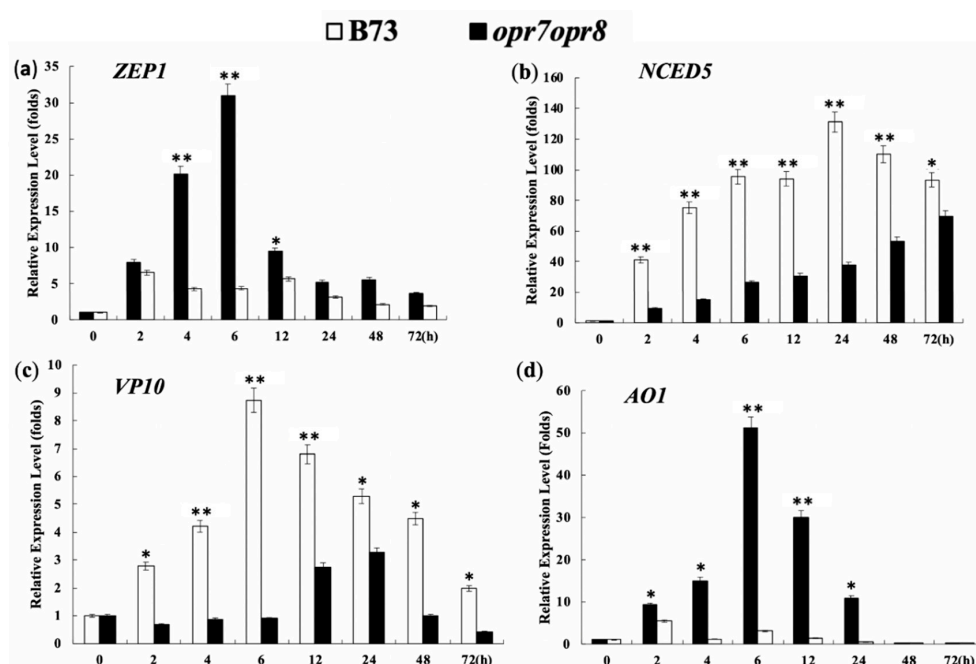 B73 opr7opr8
(a) ZEP1
Relative Expression Level (folds)
35
30
25
20
15
10
5
0
** ** *
0 2 4 6 12 24 48 72(h)
(b) NCED5
Relative Expression Level (folds)
160
140
120
100
80
60
40
20
0
** ** ** ** ** ** *
0 2 4 6 12 24 48 72(h)
(c) VP10
Relative Expression Level (folds)
10
9
8
7
6
5
4
3
2
1
0
* ** ** ** * * *
0 2 4 6 12 24 48 72(h)
(d) AO1
Relative Expression Level (Folds)
60
50
40
30
20
10
0
* * ** ** *
0 2 4 6 12 24 48 72(h)